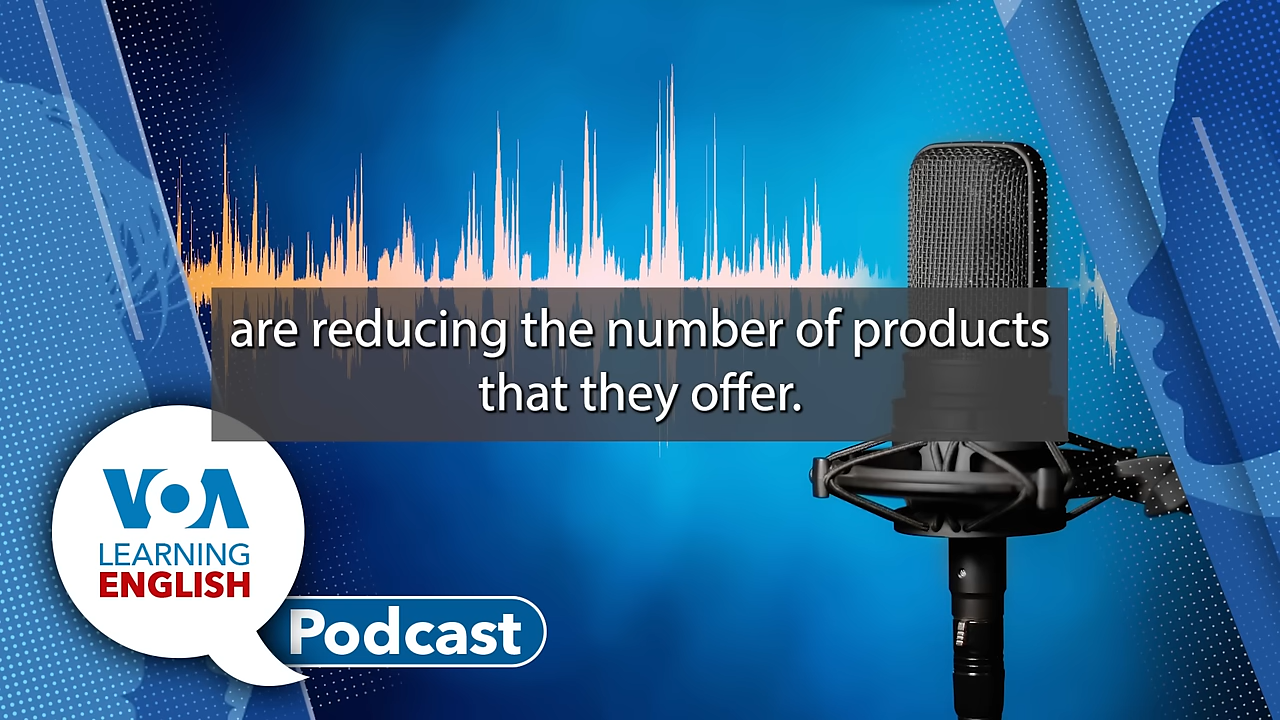 are reducing the number of products
that they offer.
VOA
LEARNING
ENGLISH
Podcast